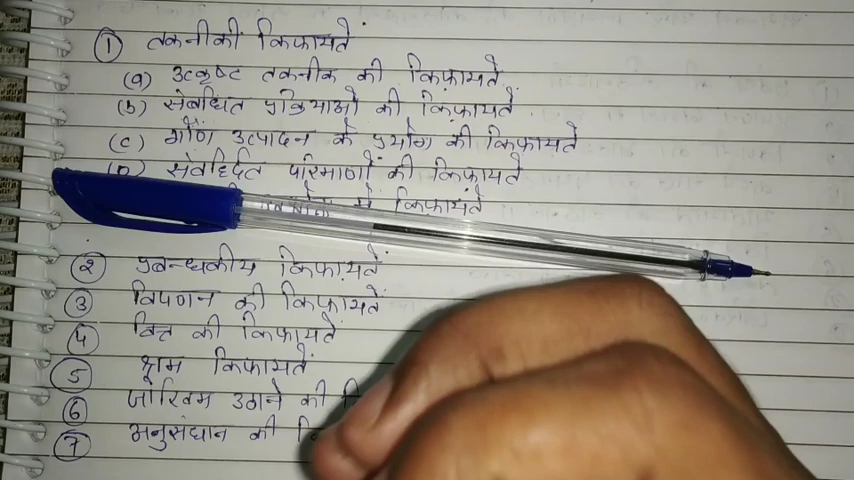 ① तकनीकी किफायतें
(a) उत्कृष्ट तकनीक की किफ़ायतें
(b) संबंधित प्रक्रियाओं की किफ़ायतें
(c) गौण उत्पादन के प्रयोग की किफ़ायतें
(D) संवर्द्धित परिमाणों की किफ़ायतें
में किफ़ायतें
② प्रबन्धकीय किफायतें
③ विपणन की किफायतें
④ वित्त की किफायतें
⑤ श्रम किफायतें
⑥ जोखिम उठाने की
⑦ अनुसंधान की